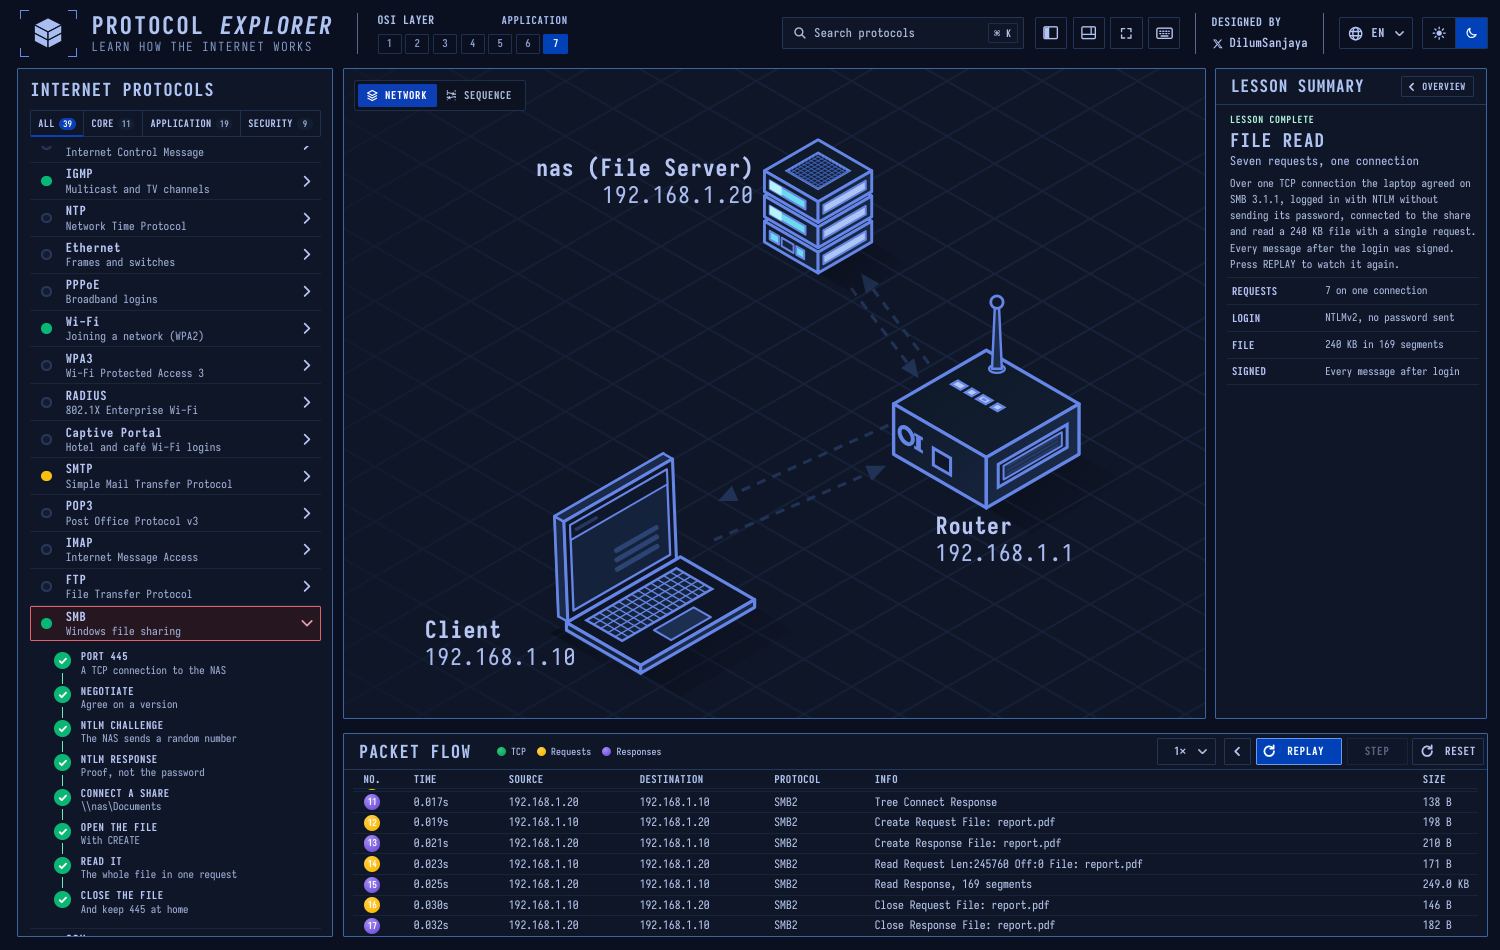 PROTOCOL EXPLORER
LEARN HOW THE INTERNET WORKS
OSI LAYER APPLICATION
1 2 3 4 5 6 7
Search protocols ⌘ K
DESIGNED BY
DilumSanjaya
EN
INTERNET PROTOCOLS
ALL 39 CORE 11 APPLICATION 19 SECURITY 9
Internet Control Message
IGMP
Multicast and TV channels
NTP
Network Time Protocol
Ethernet
Frames and switches
PPPoE
Broadband logins
Wi-Fi
Joining a network (WPA2)
WPA3
Wi-Fi Protected Access 3
RADIUS
802.1X Enterprise Wi-Fi
Captive Portal
Hotel and café Wi-Fi logins
SMTP
Simple Mail Transfer Protocol
POP3
Post Office Protocol v3
IMAP
Internet Message Access
FTP
File Transfer Protocol
SMB
Windows file sharing
PORT 445
A TCP connection to the NAS
NEGOTIATE
Agree on a version
NTLM CHALLENGE
The NAS sends a random number
NTLM RESPONSE
Proof, not the password
CONNECT A SHARE
\\nas\Documents
OPEN THE FILE
With CREATE
READ IT
The whole file in one request
CLOSE THE FILE
And keep 445 at home
NETWORK SEQUENCE
nas (File Server)
192.168.1.20
Router
192.168.1.1
Client
192.168.1.10
LESSON SUMMARY OVERVIEW
LESSON COMPLETE
FILE READ
Seven requests, one connection
Over one TCP connection the laptop agreed on
SMB 3.1.1, logged in with NTLM without
sending its password, connected to the share
and read a 240 KB file with a single request.
Every message after the login was signed.
Press REPLAY to watch it again.
REQUESTS 7 on one connection
LOGIN NTLMv2, no password sent
FILE 240 KB in 169 segments
SIGNED Every message after login
PACKET FLOW TCP Requests Responses 1× REPLAY STEP RESET
NO. TIME SOURCE DESTINATION PROTOCOL INFO SIZE
11 0.017s 192.168.1.20 192.168.1.10 SMB2 Tree Connect Response 138 B
12 0.019s 192.168.1.10 192.168.1.20 SMB2 Create Request File: report.pdf 198 B
13 0.021s 192.168.1.20 192.168.1.10 SMB2 Create Response File: report.pdf 210 B
14 0.023s 192.168.1.10 192.168.1.20 SMB2 Read Request Len:245760 Off:0 File: report.pdf 171 B
15 0.025s 192.168.1.20 192.168.1.10 SMB2 Read Response, 169 segments 249.0 KB
16 0.030s 192.168.1.10 192.168.1.20 SMB2 Close Request File: report.pdf 146 B
17 0.032s 192.168.1.20 192.168.1.10 SMB2 Close Response File: report.pdf 182 B